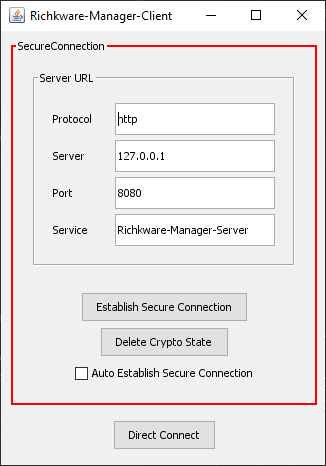 Richkware-Manager-Client
SecureConnection
Server URL
Protocol http
Server 127.0.0.1
Port 8080
Service Richkware-Manager-Server
Establish Secure Connection
Delete Crypto State
Auto Establish Secure Connection
Direct Connect